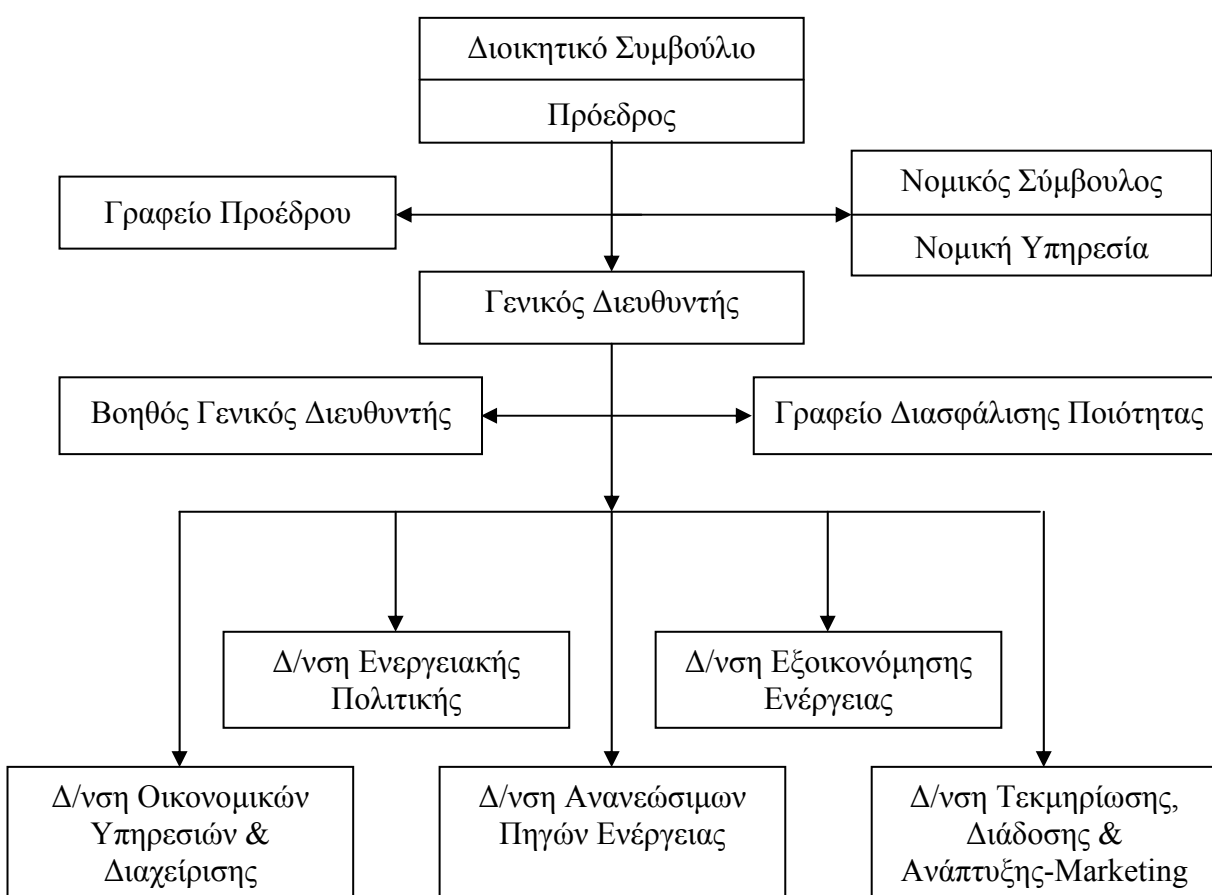 Διοικητικό Συμβούλιο
Πρόεδρος
Γραφείο Προέδρου
Νομικός Σύμβουλος
Νομική Υπηρεσία
Γενικός Διευθυντής
Βοηθός Γενικός Διευθυντής
Γραφείο Διασφάλισης Ποιότητας
Δ/νση Ενεργειακής
Πολιτικής
Δ/νση Εξοικονόμησης
Ενέργειας
Δ/νση Οικονομικών
Υπηρεσιών &
Διαχείρισης
Δ/νση Ανανεώσιμων
Πηγών Ενέργειας
Δ/νση Τεκμηρίωσης,
Διάδοσης &
Ανάπτυξης-Marketing